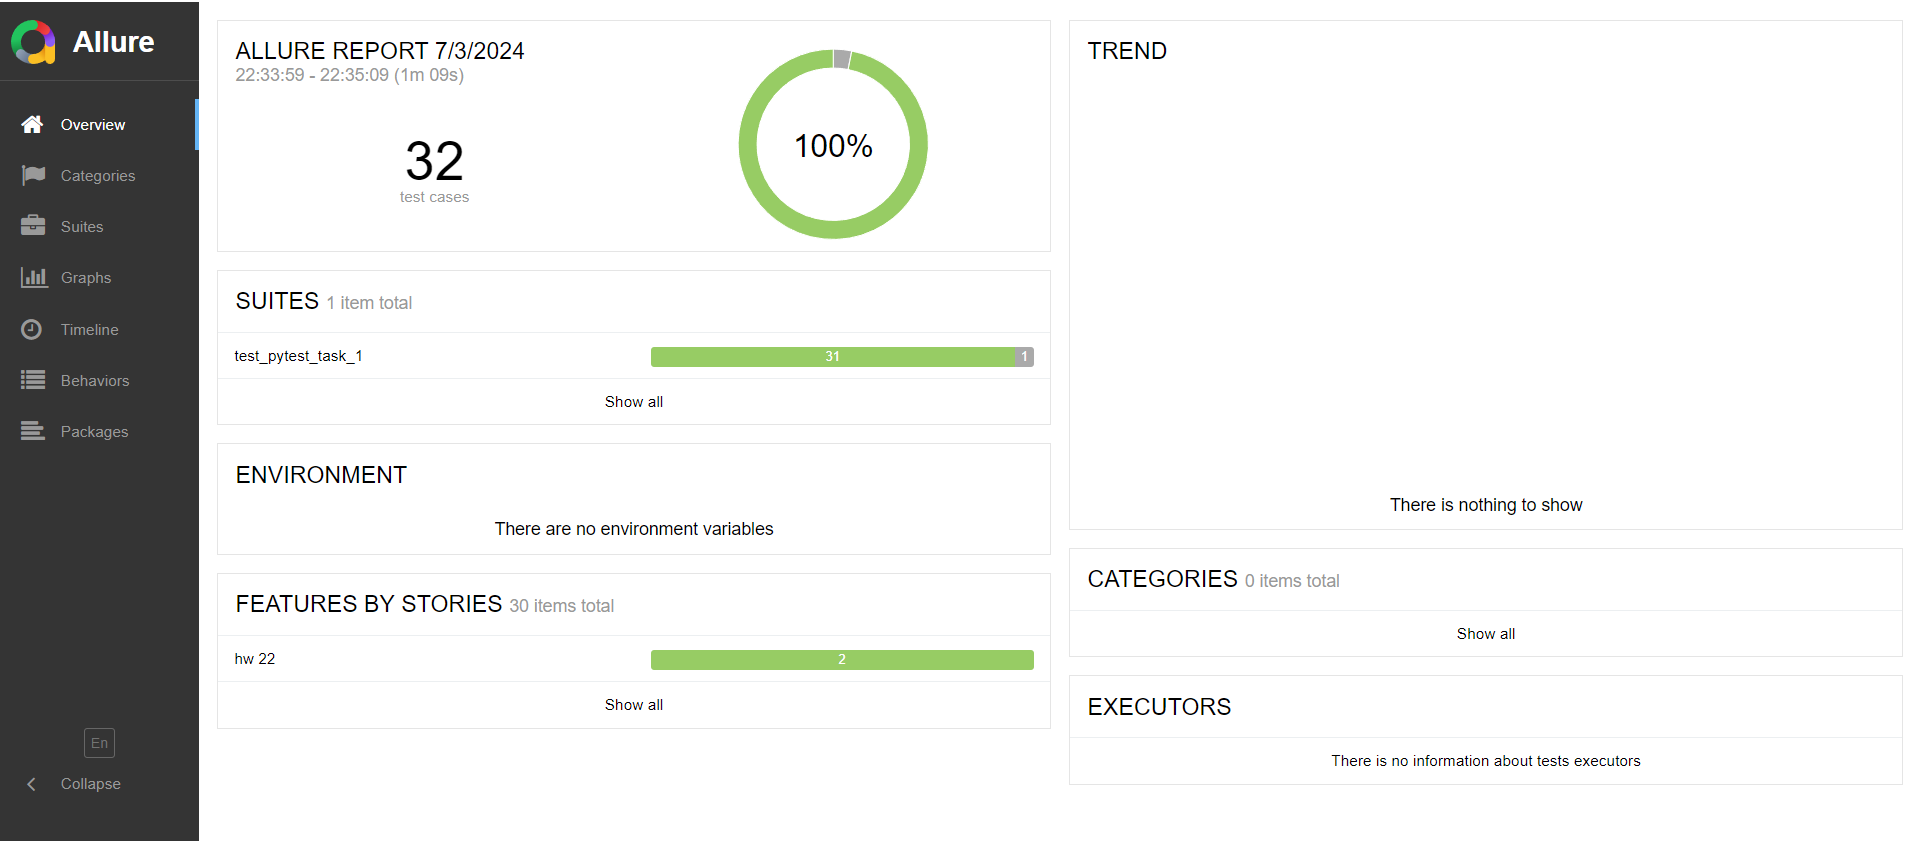 Allure
Overview
Categories
Suites
Graphs
Timeline
Behaviors
Packages
En
Collapse
ALLURE REPORT 7/3/2024
22:33:59 - 22:35:09 (1m 09s)
32
test cases
100%
SUITES 1 item total
test_pytest_task_1
31
1
Show all
ENVIRONMENT
There are no environment variables
FEATURES BY STORIES 30 items total
hw 22
2
Show all
TREND
There is nothing to show
CATEGORIES 0 items total
Show all
EXECUTORS
There is no information about tests executors